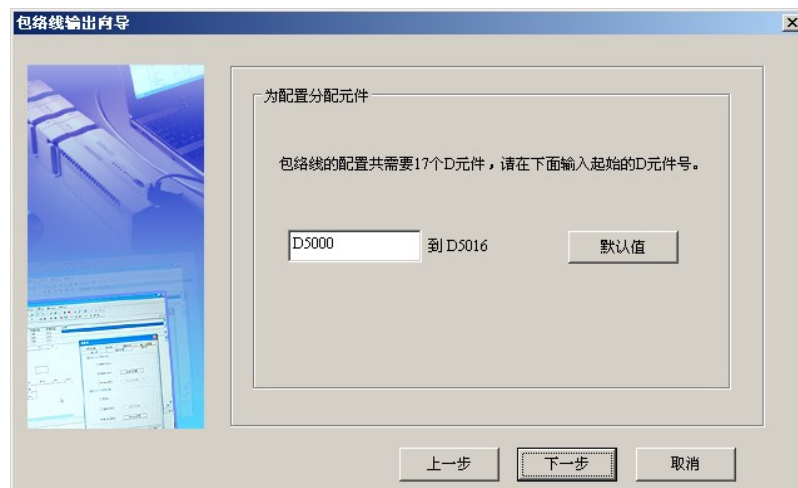 包络线输出向导
为配置分配元件
包络线的配置共需要17个D元件，请在下面输入起始的D元件号。
D5000 到 D5016 默认值
上一步 下一步 取消